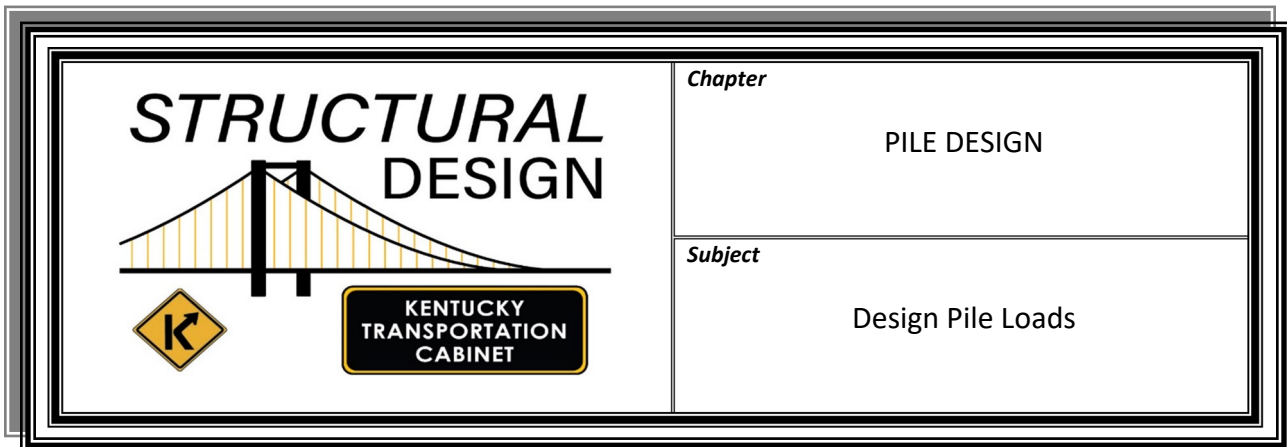 STRUCTURAL
DESIGN
KENTUCKY
TRANSPORTATION
CABINET
Chapter
PILE DESIGN
Subject
Design Pile Loads